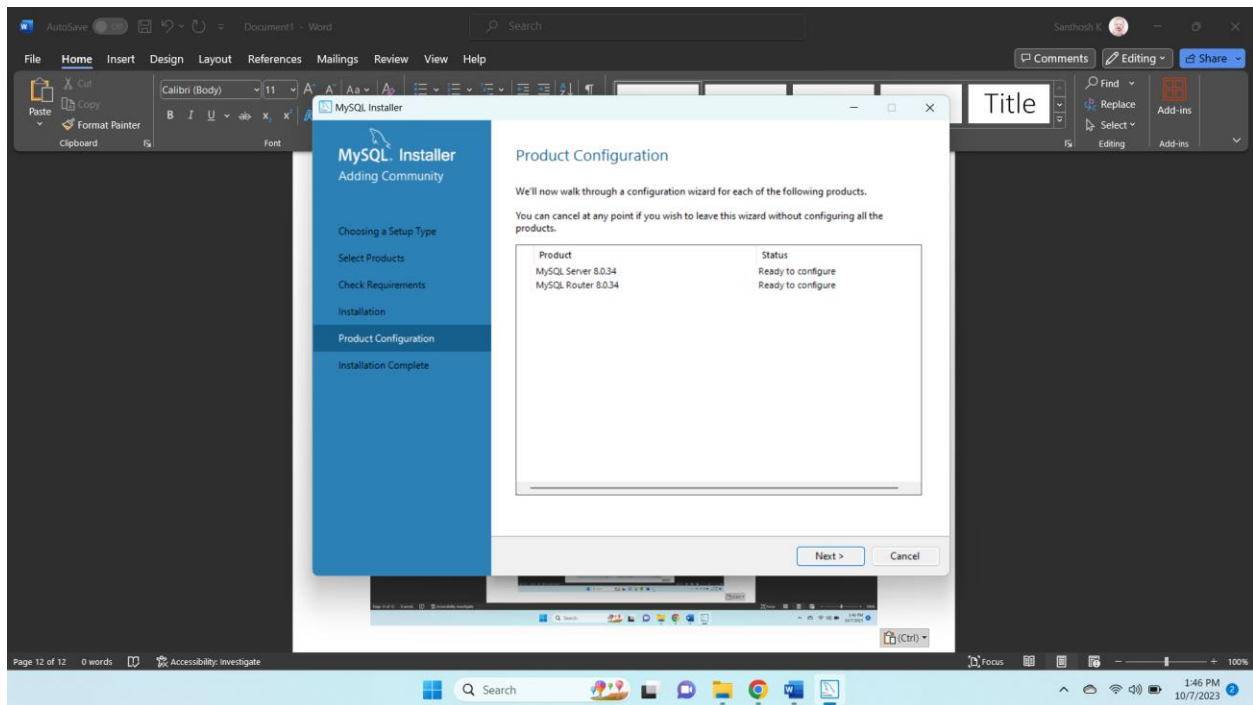 AutoSave Off Document1 - Word Search Santhosh K
File Home Insert Design Layout References Mailings Review View Help Comments Editing Share
Paste
Cut
Copy
Format Painter
Clipboard
Calibri (Body) 11 A A Aa
B I U ab x x
Font
Title
Find
Replace
Select
Editing
Add-ins
Add-ins
MySQL Installer
MySQL. Installer
Adding Community
Choosing a Setup Type
Select Products
Check Requirements
Installation
Product Configuration
Installation Complete
Product Configuration
We'll now walk through a configuration wizard for each of the following products.
You can cancel at any point if you wish to leave this wizard without configuring all the
products.
Product Status
MySQL Server 8.0.34 Ready to configure
MySQL Router 8.0.34 Ready to configure
Next > Cancel
Search
(Ctrl)
Page 12 of 12 0 words Accessibility: Investigate Focus 100%
Search
1:46 PM
10/7/2023 2